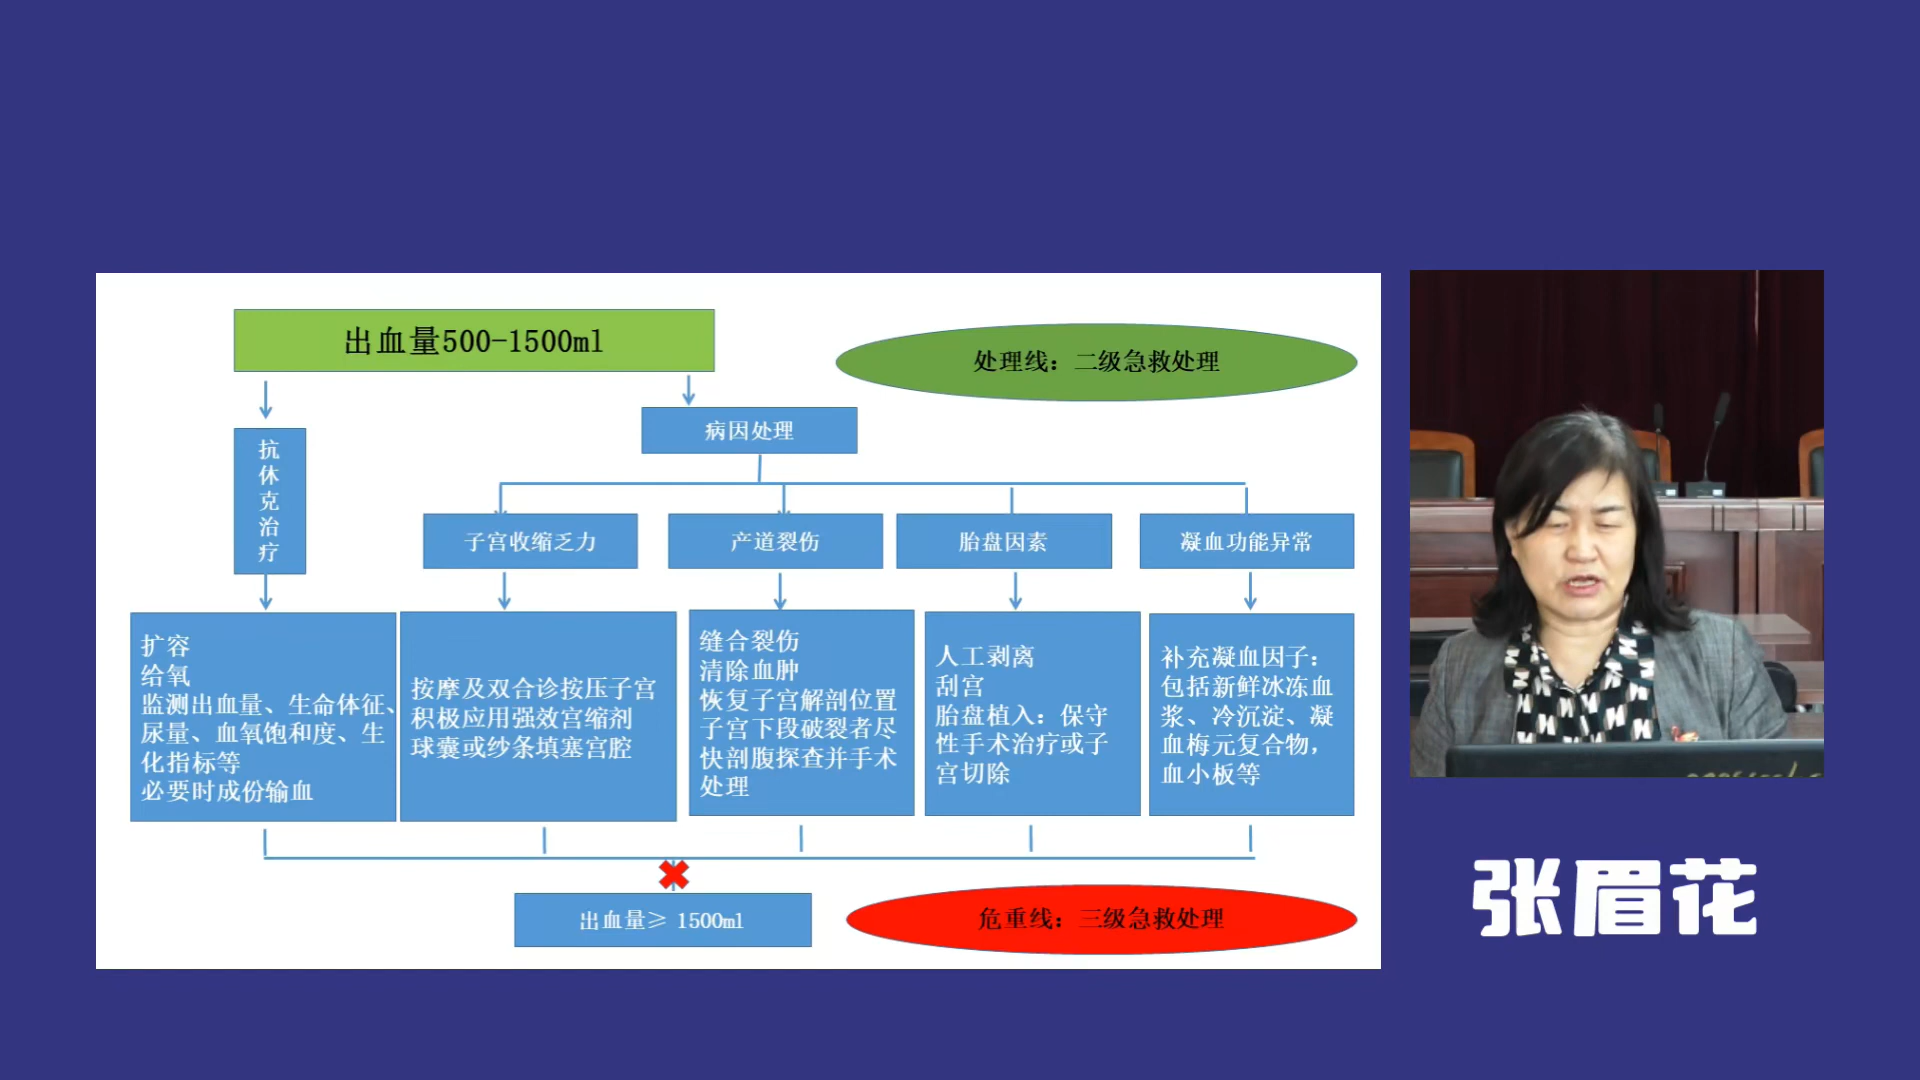 出血量500-1500ml
处理线：二级急救处理
病因处理
抗
休
克
治
疗
子宫收缩乏力
产道裂伤
胎盘因素
凝血功能异常
扩容
给氧
监测出血量、生命体征、
尿量、血氧饱和度、生
化指标等
必要时成份输血
按摩及双合诊按压子宫
积极应用强效宫缩剂
球囊或纱条填塞宫腔
缝合裂伤
清除血肿
恢复子宫解剖位置
子宫下段破裂者尽
快剖腹探查并手术
处理
人工剥离
刮宫
胎盘植入：保守
性手术治疗或子
宫切除
补充凝血因子：
包括新鲜冰冻血
浆、冷沉淀、凝
血梅元复合物，
血小板等
出血量≥ 1500ml
危重线：三级急救处理
张眉花